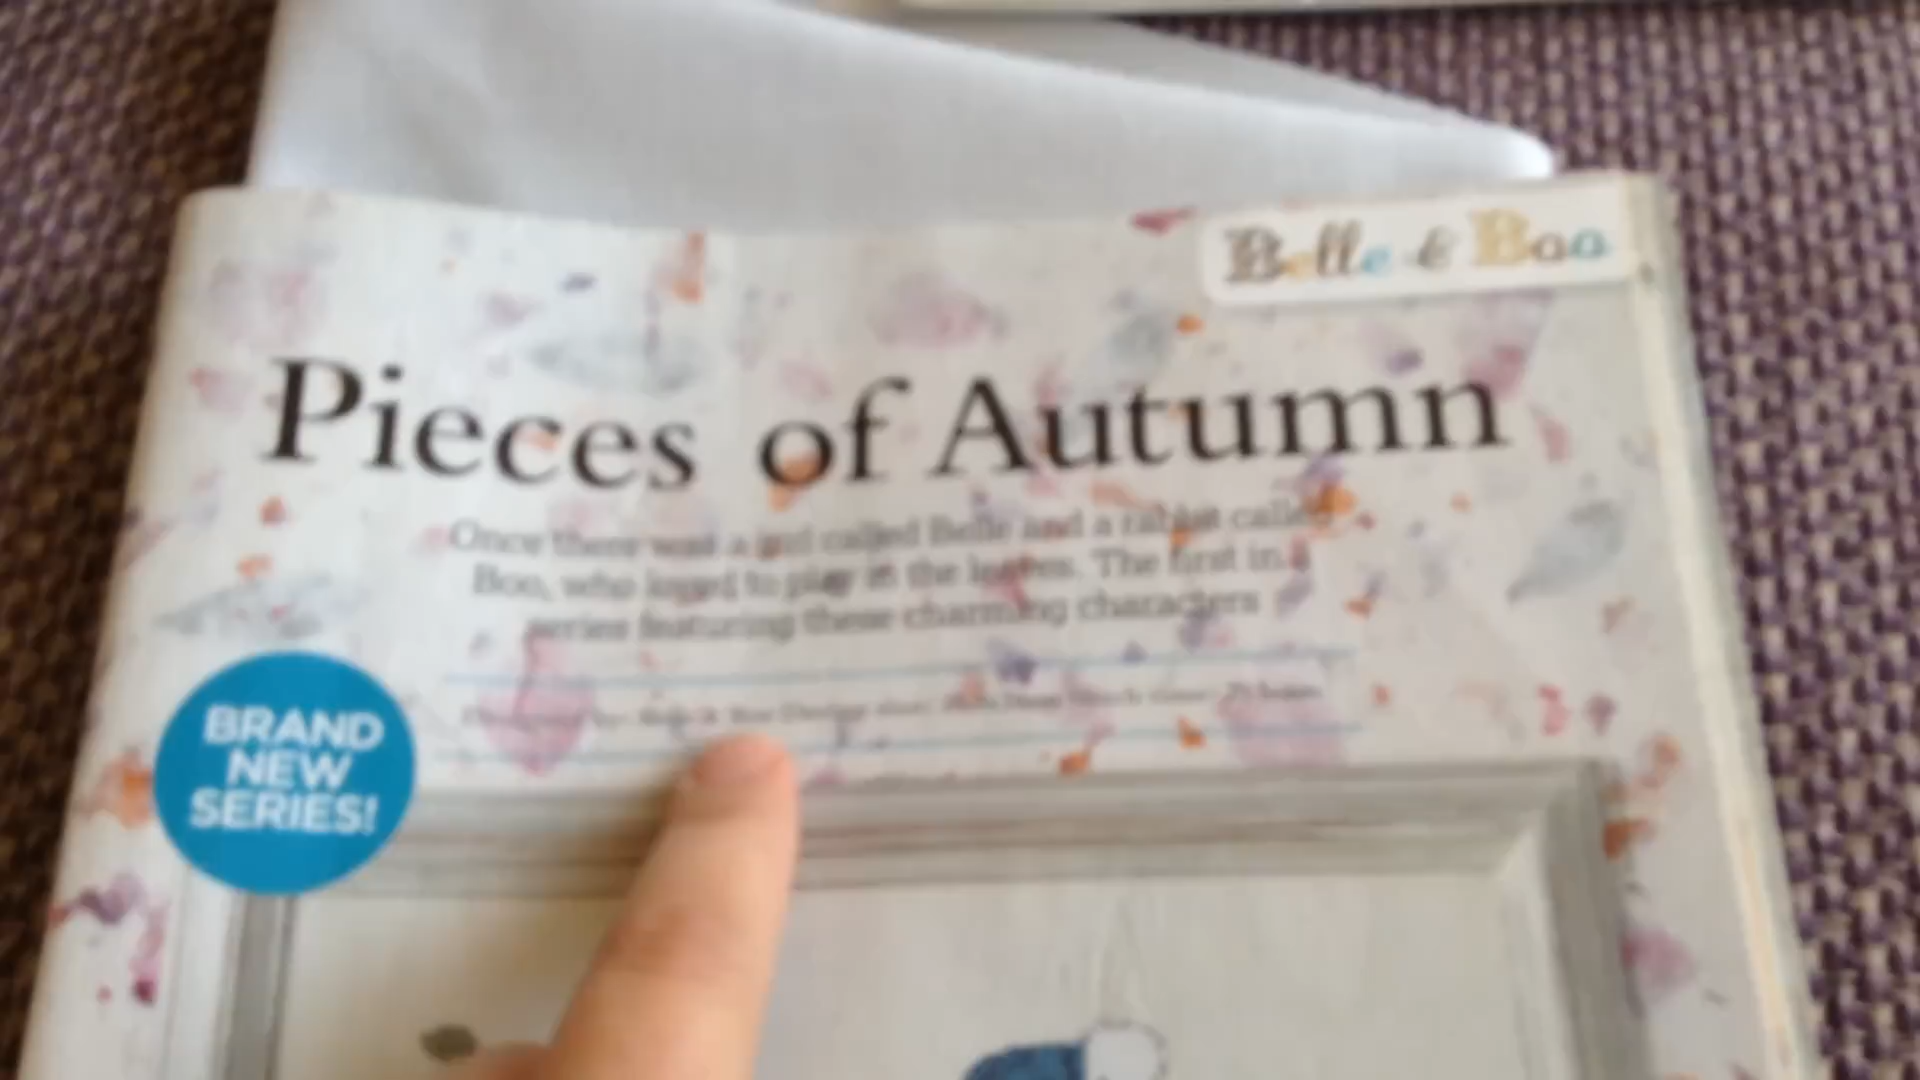 Belle & Boo
Pieces of Autumn
Once there was a girl called Belle and a rabbit called
Boo, who loved to play in the leaves. The first in a
series featuring these charming characters
BRAND
NEW
SERIES!